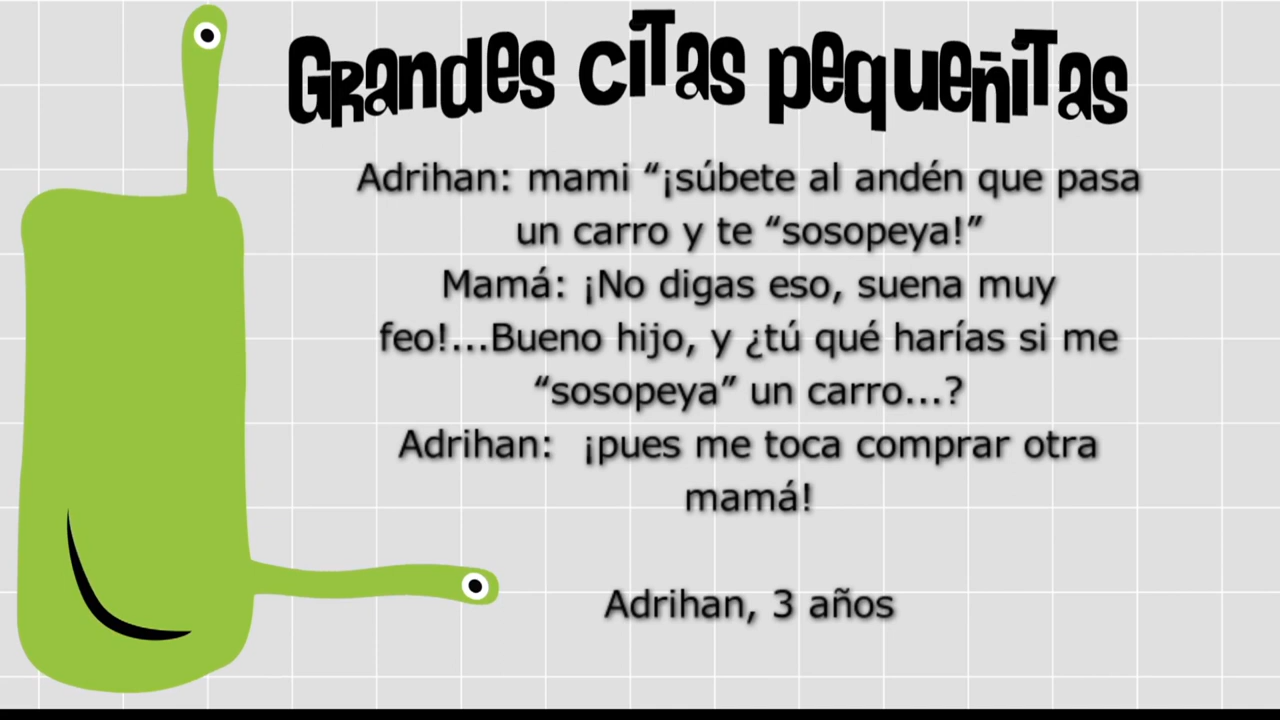 Grandes citas pequeñitas
Adrihan: mami “¡súbete al andén que pasa
un carro y te “sosopeya!”
Mamá: ¡No digas eso, suena muy
feo!...Bueno hijo, y ¿tú qué harías si me
“sosopeya” un carro...?
Adrihan: ¡pues me toca comprar otra
mamá!
Adrihan, 3 años